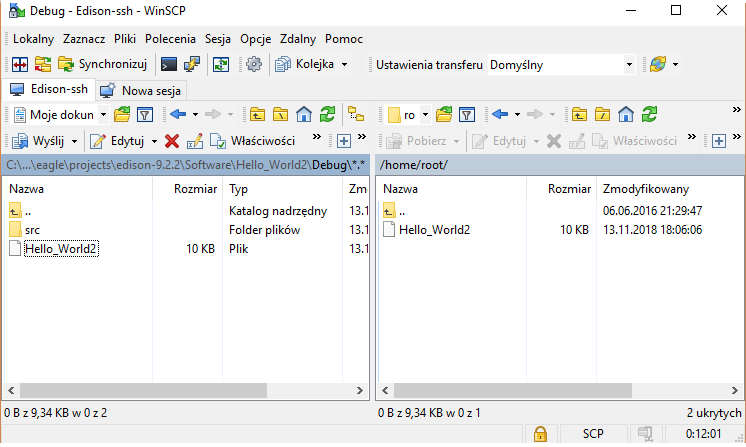 Debug - Edison-ssh - WinSCP
Lokalny Zaznacz Pliki Polecenia Sesja Opcje Zdalny Pomoc
Synchronizuj Kolejka Ustawienia transferu Domyślny
Edison-ssh Nowa sesja
Moje dokun ro
Wyślij Edytuj Właściwości » Pobierz Edytuj Właściwości »
C:\...\eagle\projects\edison-9.2.2\Software\Hello_World2\Debug\*.* /home/root/
Nazwa Rozmiar Typ Zm Nazwa Rozmiar Zmodyfikowany
.. Katalog nadrzędny 13.1 .. 06.06.2016 21:29:47
src Folder plików 13.1 Hello_World2 10 KB 13.11.2018 18:06:06
Hello_World2 10 KB Plik 13.1
0 B z 9,34 KB w 0 z 2 0 B z 9,34 KB w 0 z 1 2 ukrytych
SCP 0:12:01